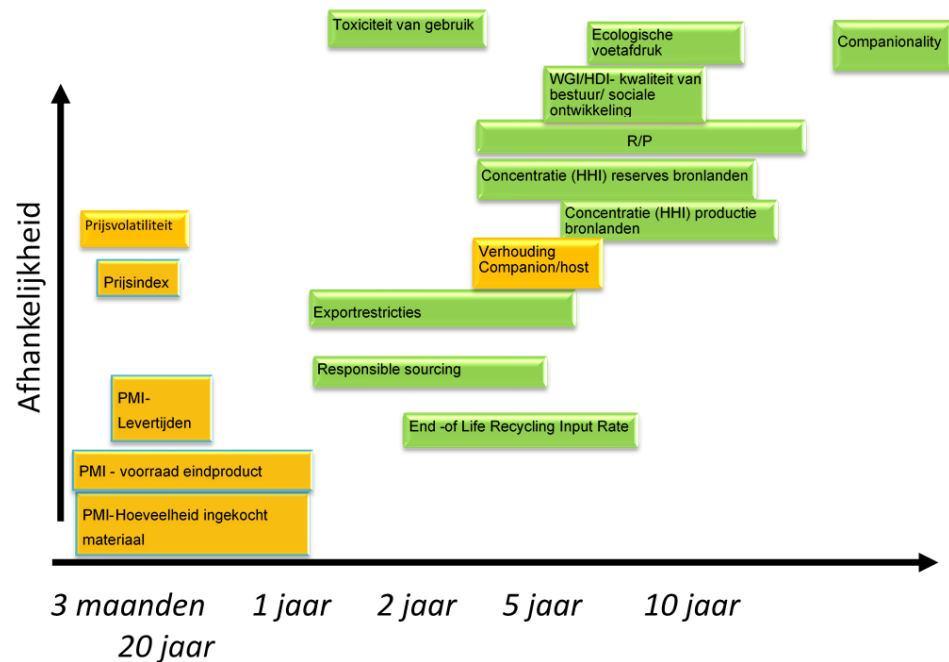 Toxiciteit van gebruik
Ecologische
voetafdruk
Companionality
WGI/HDI- kwaliteit van
bestuur/ sociale
ontwikkeling
R/P
Concentratie (HHI) reserves bronlanden
Concentratie (HHI) productie
bronlanden
Prijsvolatiliteit
Verhouding
Companion/host
Prijsindex
Exportrestricties
Responsible sourcing
PMI-
Levertijden
End -of Life Recycling Input Rate
PMI - voorraad eindproduct
PMI-Hoeveelheid ingekocht
materiaal
Afhankelijkheid
3 maanden 1 jaar 2 jaar 5 jaar 10 jaar
20 jaar